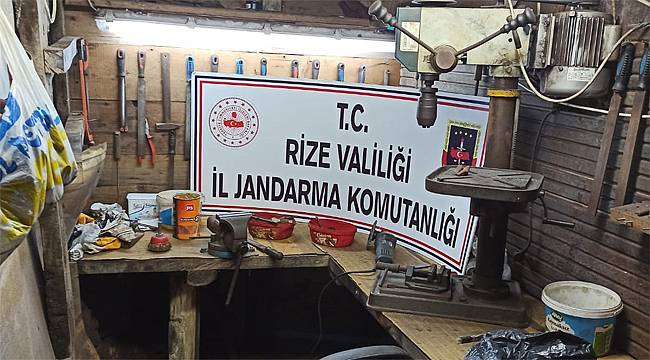 T.C.
RİZE VALİLİĞİ
İL JANDARMA KOMUTANLIĞI